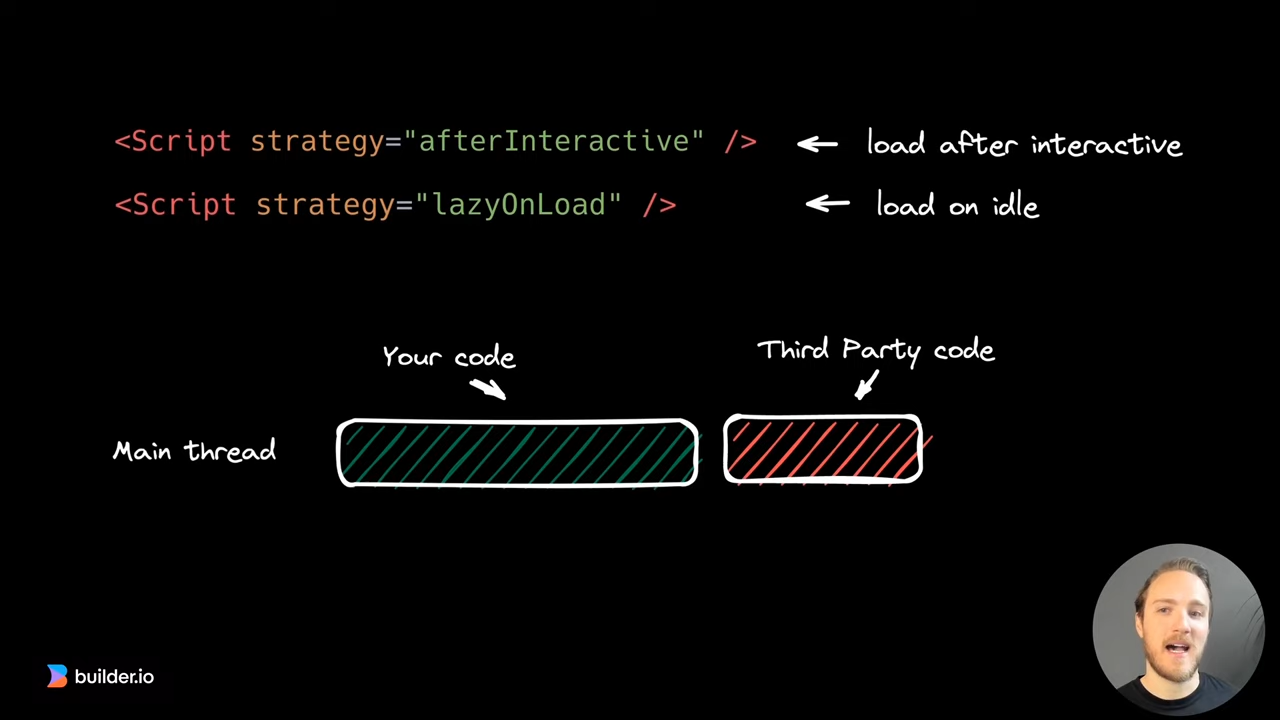 <Script strategy="afterInteractive" /> ← load after interactive
<Script strategy="lazyOnLoad" /> ← load on idle
Your code
Third Party code
Main thread
builder.io